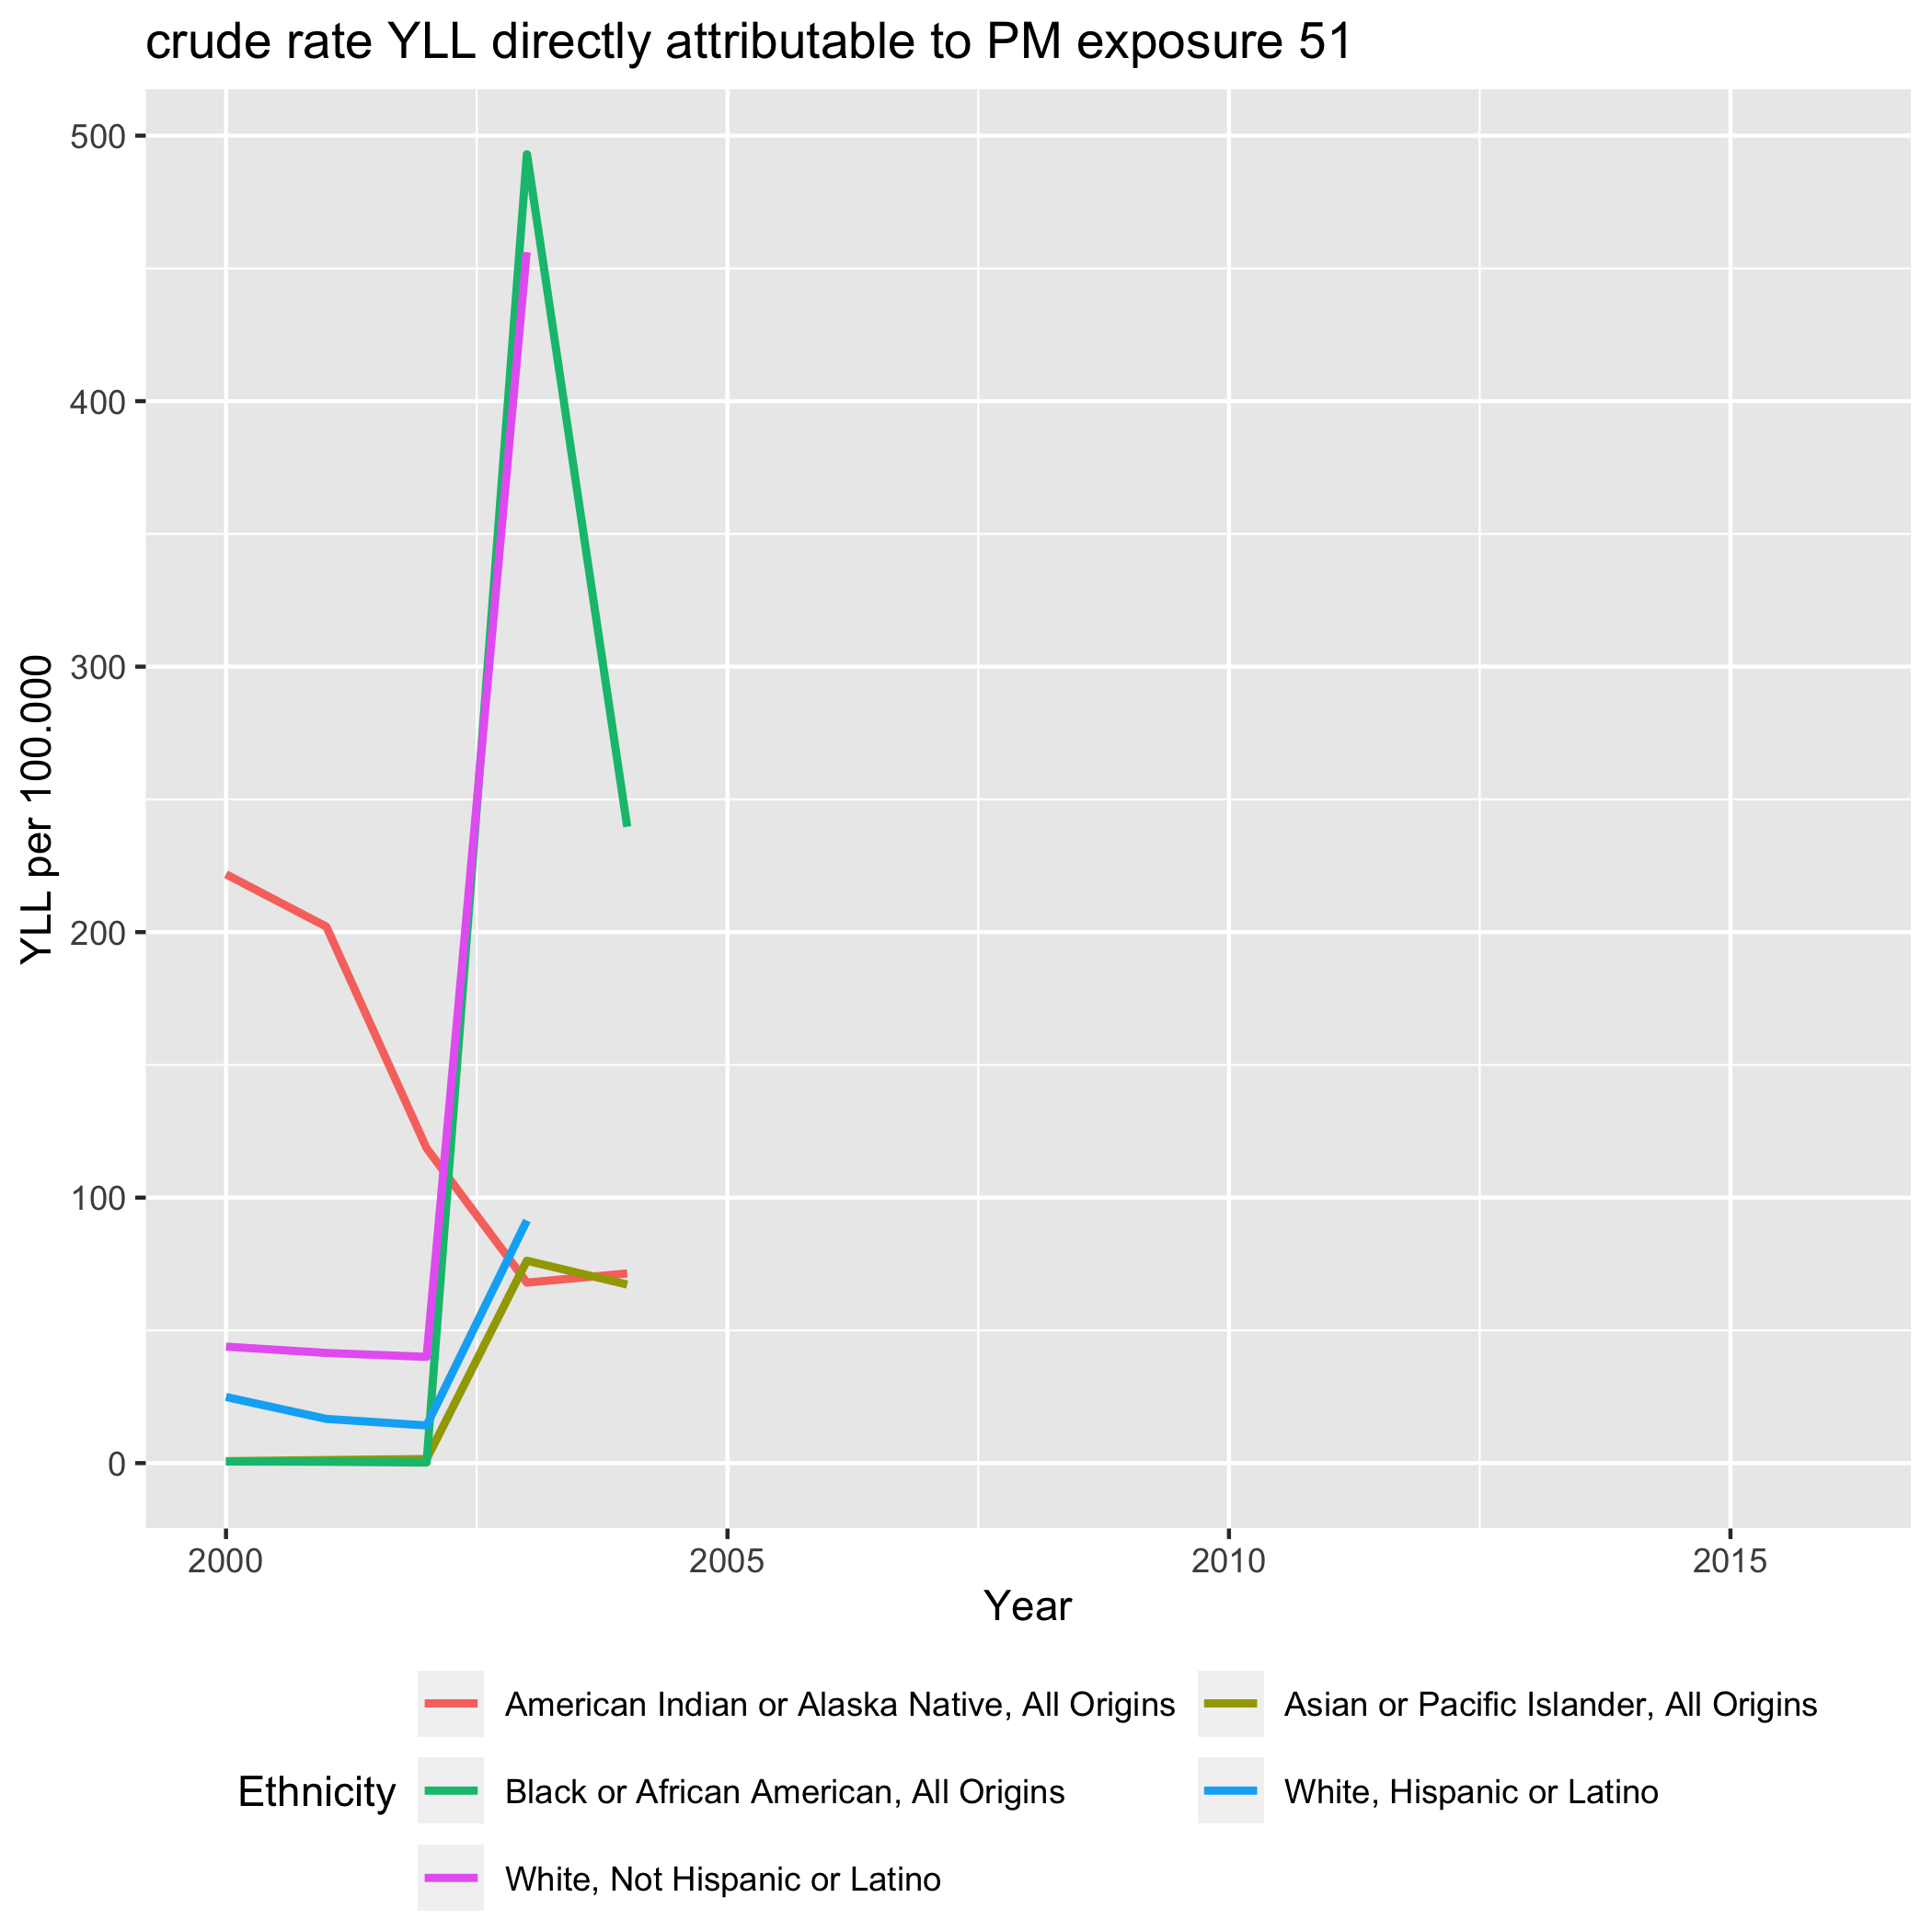 crude rate YLL directly attributable to PM exposure 51
500
400
300
200
100
0
YLL per 100.000
2000 2005 2010 2015
Year
Ethnicity
American Indian or Alaska Native, All Origins
Asian or Pacific Islander, All Origins
Black or African American, All Origins
White, Hispanic or Latino
White, Not Hispanic or Latino